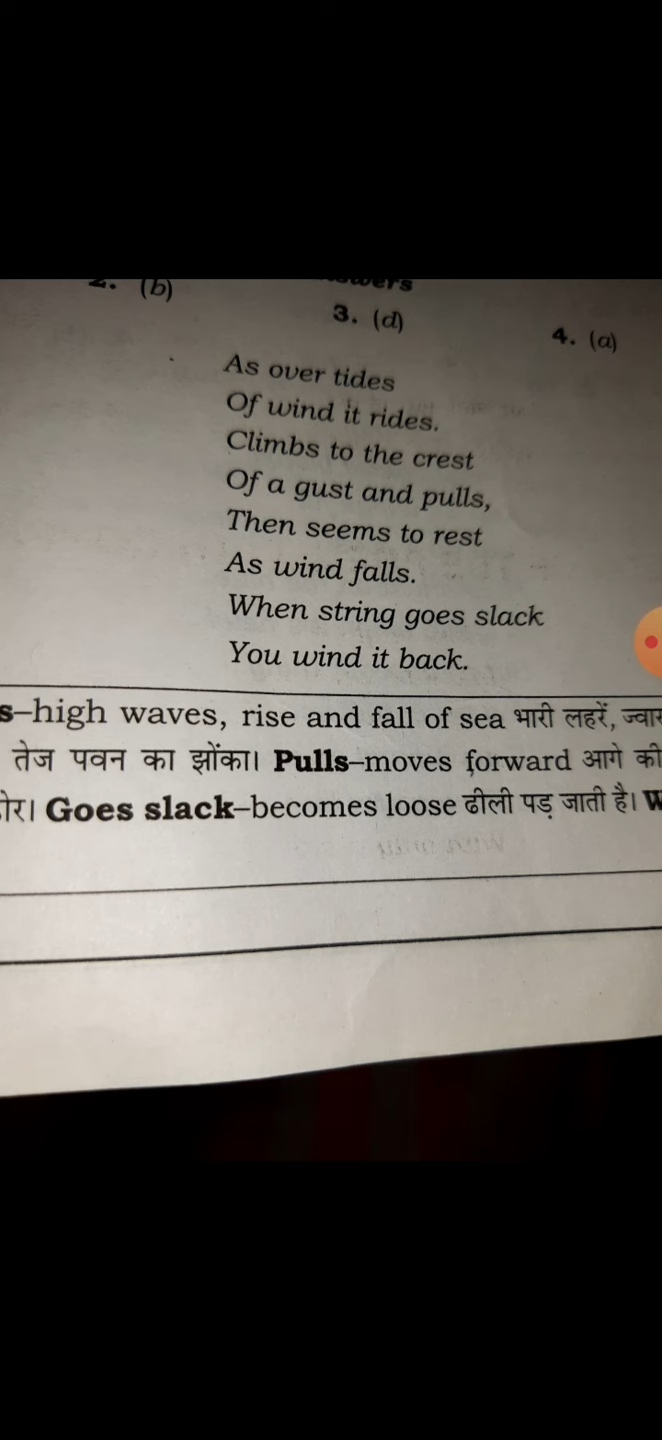 2. (b)
3. (d)
4. (a)
As over tides
Of wind it rides.
Climbs to the crest
Of a gust and pulls,
Then seems to rest
As wind falls.
When string goes slack
You wind it back.
s–high waves, rise and fall of sea भारी लहरें, ज्वार
तेज पवन का झोंका। Pulls–moves forward आगे की
Goes slack–becomes loose ढीली पड़ जाती है। W